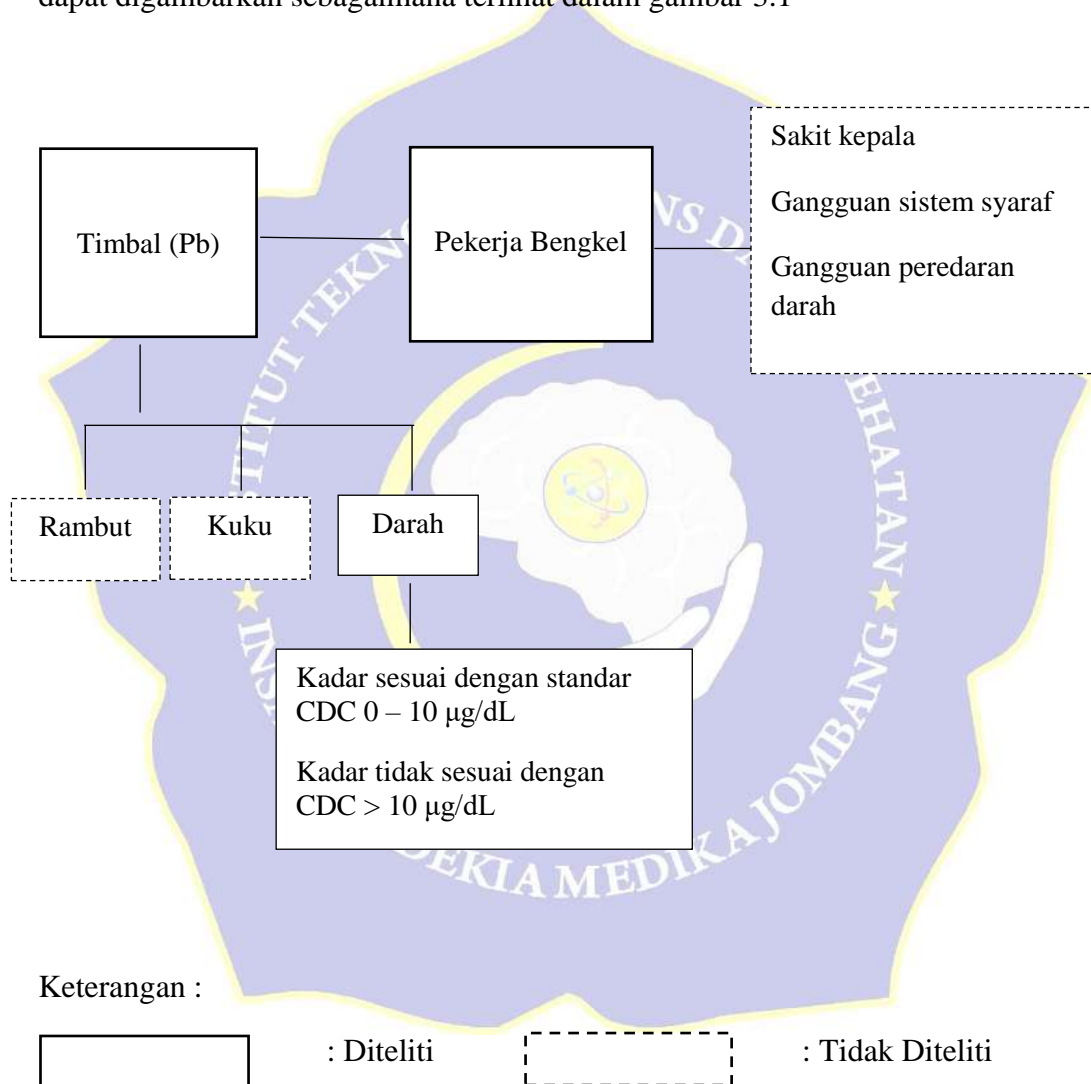 dapat digambarkan sebagaimana terlihat dalam gambar 3.1
Timbal (Pb)
Pekerja Bengkel
Sakit kepala
Gangguan sistem syaraf
Gangguan peredaran
darah
Rambut
Kuku
Darah
Kadar sesuai dengan standar
CDC 0 – 10 μg/dL
Kadar tidak sesuai dengan
CDC > 10 μg/dL
Keterangan :
: Diteliti
: Tidak Diteliti